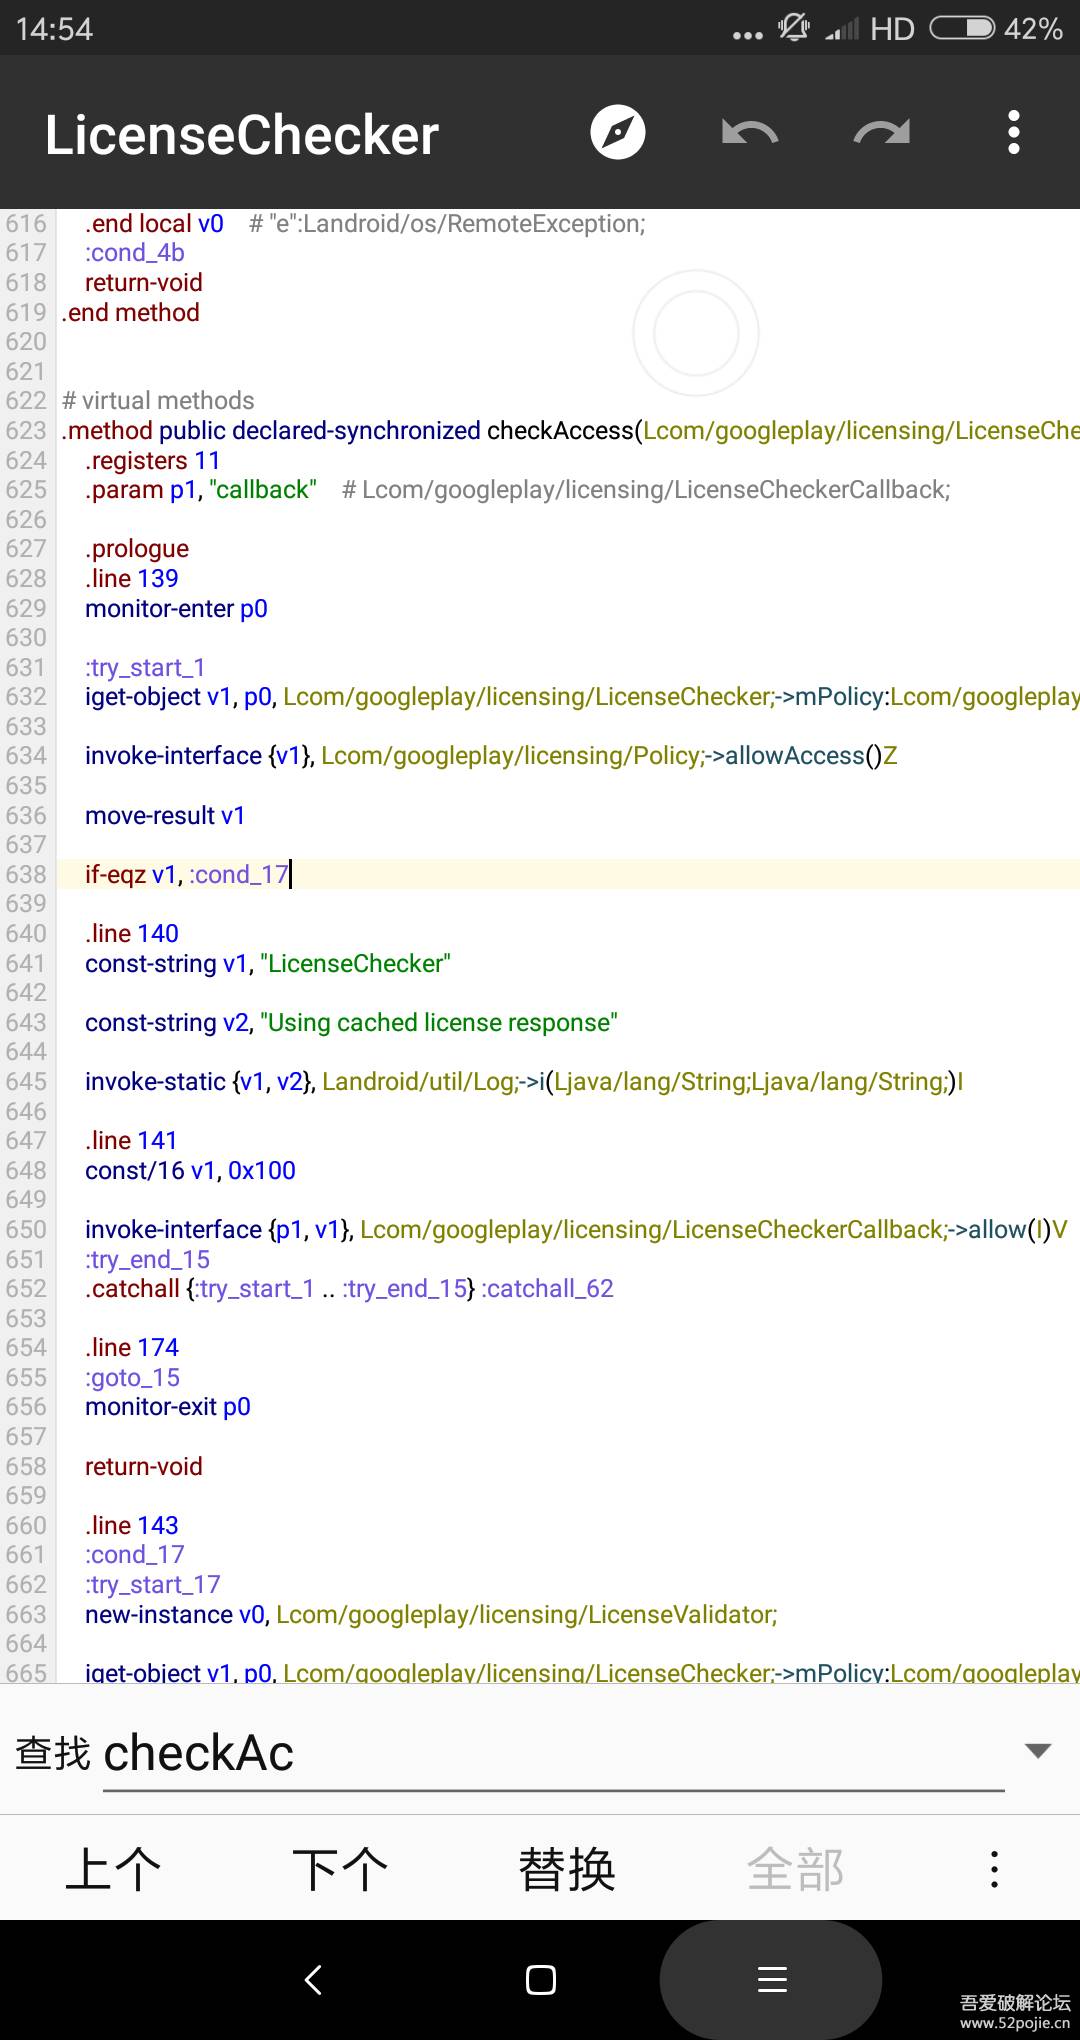 14:54 HD 42%
LicenseChecker
616 .end local v0 # "e":Landroid/os/RemoteException;
617 :cond_4b
618 return-void
619 .end method
620
621
622 # virtual methods
623 .method public declared-synchronized checkAccess(Lcom/googleplay/licensing/LicenseChe
624 .registers 11
625 .param p1, "callback" # Lcom/googleplay/licensing/LicenseCheckerCallback;
626
627 .prologue
628 .line 139
629 monitor-enter p0
630
631 :try_start_1
632 iget-object v1, p0, Lcom/googleplay/licensing/LicenseChecker;->mPolicy:Lcom/googleplay
633
634 invoke-interface {v1}, Lcom/googleplay/licensing/Policy;->allowAccess()Z
635
636 move-result v1
637
638 if-eqz v1, :cond_17
639
640 .line 140
641 const-string v1, "LicenseChecker"
642
643 const-string v2, "Using cached license response"
644
645 invoke-static {v1, v2}, Landroid/util/Log;->i(Ljava/lang/String;Ljava/lang/String;)I
646
647 .line 141
648 const/16 v1, 0x100
649
650 invoke-interface {p1, v1}, Lcom/googleplay/licensing/LicenseCheckerCallback;->allow(I)V
651 :try_end_15
652 .catchall {:try_start_1 .. :try_end_15} :catchall_62
653
654 .line 174
655 :goto_15
656 monitor-exit p0
657
658 return-void
659
660 .line 143
661 :cond_17
662 :try_start_17
663 new-instance v0, Lcom/googleplay/licensing/LicenseValidator;
664
665 iget-object v1, p0, Lcom/googleplay/licensing/LicenseChecker;->mPolicy:Lcom/googleplay
查找 checkAc
上个 下个 替换 全部
吾爱破解论坛
www.52pojie.cn